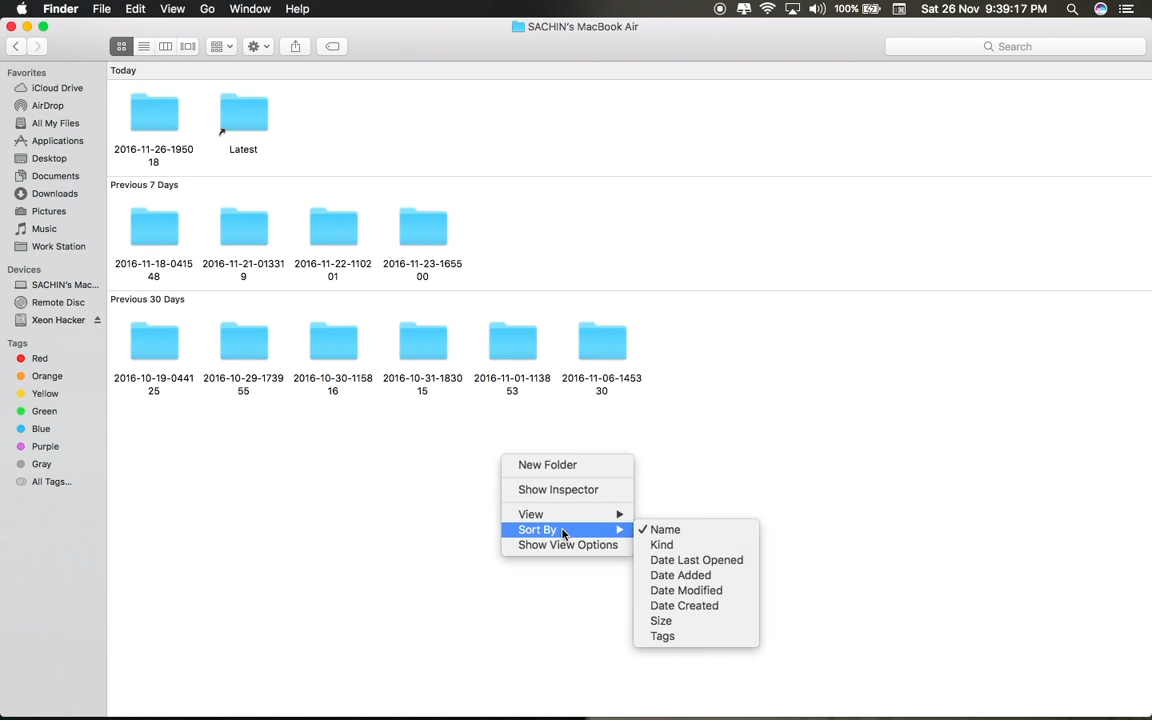 Finder File Edit View Go Window Help 100% Sat 26 Nov 9:39:17 PM
SACHIN's MacBook Air
Search
Favorites
iCloud Drive
AirDrop
All My Files
Applications
Desktop
Documents
Downloads
Pictures
Music
Work Station
Devices
SACHIN's Mac...
Remote Disc
Xeon Hacker
Tags
Red
Orange
Yellow
Green
Blue
Purple
Gray
All Tags...
Today
2016-11-26-1950 Latest
18
Previous 7 Days
2016-11-18-0415 2016-11-21-01331 2016-11-22-1102 2016-11-23-1655
48 9 01 00
Previous 30 Days
2016-10-19-0441 2016-10-29-1739 2016-10-30-1158 2016-10-31-1830 2016-11-01-1138 2016-11-06-1453
25 55 16 15 53 30
New Folder
Show Inspector
View
Sort By
Show View Options
Name
Kind
Date Last Opened
Date Added
Date Modified
Date Created
Size
Tags